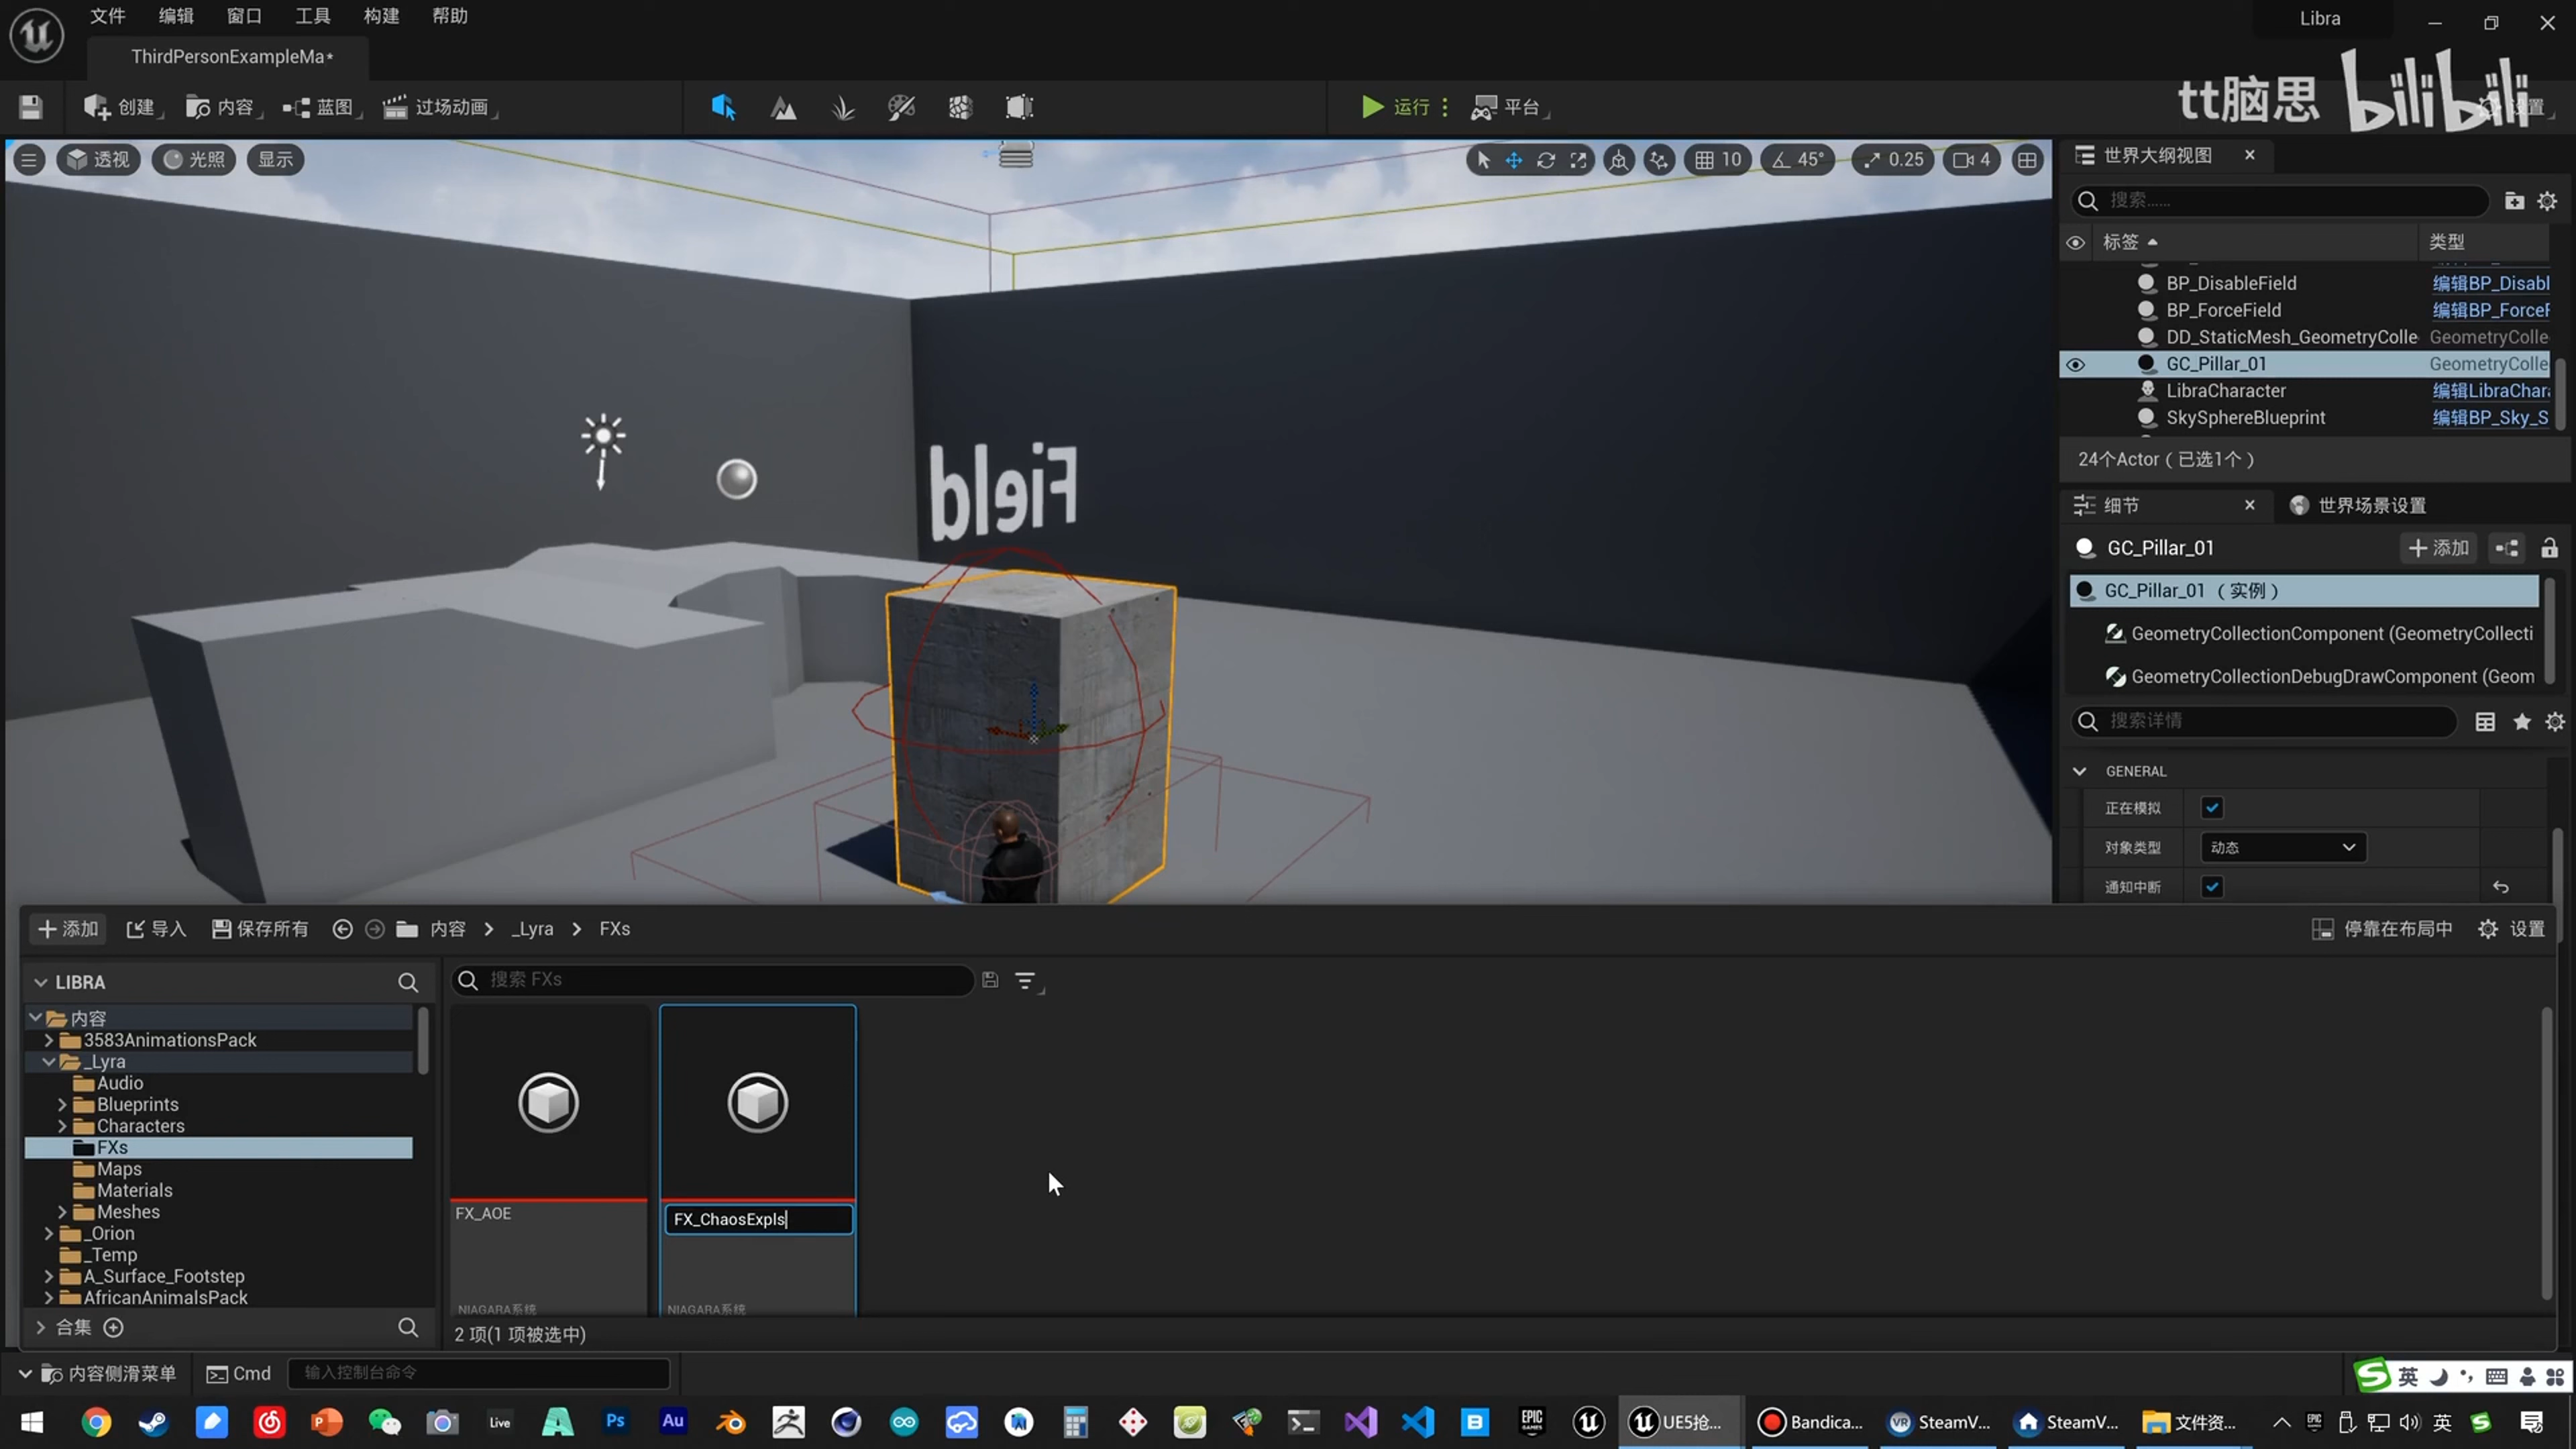 文件 编辑 窗口 工具 构建 帮助
Libra
ThirdPersonExampleMa*
创建 内容 蓝图 过场动画
运行 平台
设置
tt脑思 bilibili
透视 光照 显示
10 45° 0.25 4
Field
世界大纲视图
搜索......
标签 类型
BP_DisableField 编辑BP_Disabl
BP_ForceField 编辑BP_ForceF
DD_StaticMesh_GeometryColle GeometryColle
GC_Pillar_01 GeometryColle
LibraCharacter 编辑LibraChara
SkySphereBlueprint 编辑BP_Sky_S
24个Actor（已选1个）
细节 世界场景设置
GC_Pillar_01 添加
GC_Pillar_01 （实例）
GeometryCollectionComponent (GeometryCollecti
GeometryCollectionDebugDrawComponent (Geom
搜索详情
GENERAL
正在模拟
对象类型 动态
通知中断
添加 导入 保存所有 内容 _Lyra FXs
停靠在布局中 设置
LIBRA
搜索 FXs
内容
3583AnimationsPack
_Lyra
Audio
Blueprints
Characters
FXs
Maps
Materials
Meshes
_Orion
_Temp
A_Surface_Footstep
AfricanAnimalsPack
合集
FX_AOE
NIAGARA系统
FX_ChaosExpls
NIAGARA系统
2 项(1 项被选中)
内容侧滑菜单 Cmd 输入控制台命令
英
Live Ps Au EPIC GAMES UE5抢... Bandica... VR SteamV... SteamV... 文件资... 英